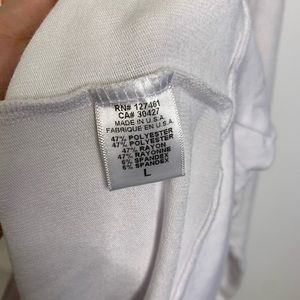 RN# 127461
CA# 30427
MADE IN U.S.A
FABRIQUE EN U.S.A
47% POLYESTER
47% POLYESTER
47% RAYON
47% RAYONNE
6% SPANDEX
6% SPANDEX
L